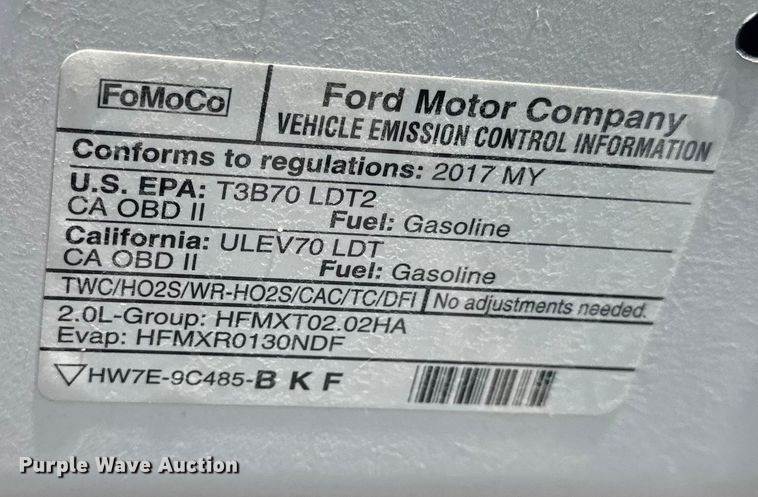 FoMoCo
Ford Motor Company
VEHICLE EMISSION CONTROL INFORMATION
Conforms to regulations: 2017 MY
U.S. EPA: T3B70 LDT2
CA OBD II Fuel: Gasoline
California: ULEV70 LDT
CA OBD II Fuel: Gasoline
TWC/HO2S/WR-HO2S/CAC/TC/DFI No adjustments needed.
2.0L-Group: HFMXT02.02HA
Evap: HFMXR0130NDF
HW7E-9C485-B K F
Purple Wave Auction